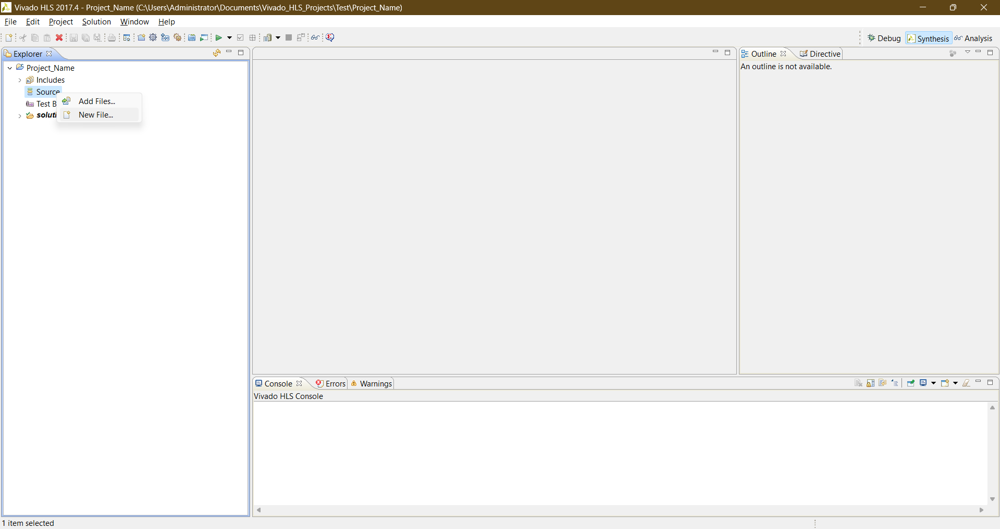 Vivado HLS 2017.4 - Project_Name (C:\Users\Administrator\Documents\Vivado_HLS_Projects\Test\Project_Name)
File Edit Project Solution Window Help
Debug Synthesis Analysis
Explorer
Project_Name
Includes
Source
Test B
soluti
Add Files...
New File...
Outline Directive
An outline is not available.
Console Errors Warnings
Vivado HLS Console
1 item selected